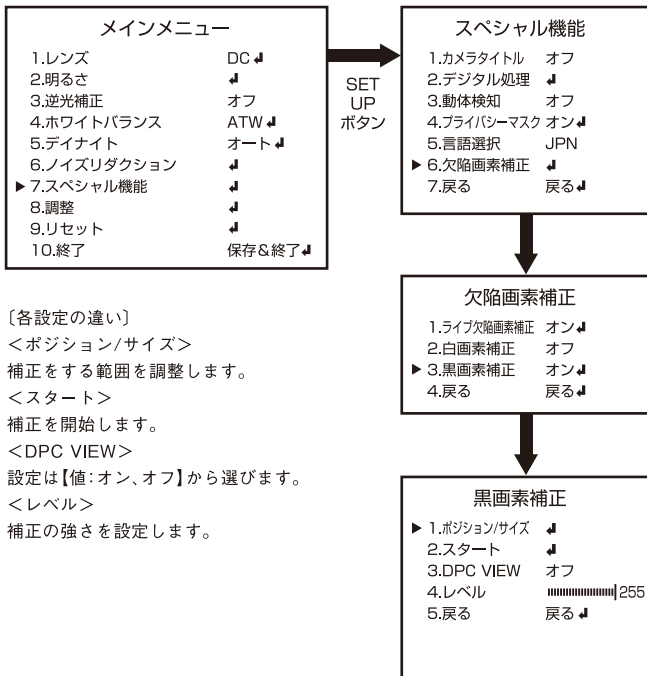 メインメニュー
1.レンズ DC↲
2.明るさ ↲
3.逆光補正 オフ
4.ホワイトバランス ATW↲
5.デイナイト オート↲
6.ノイズリダクション ↲
▶7.スペシャル機能 ↲
8.調整 ↲
9.リセット ↲
10.終了 保存&終了↲
SET
UP
ボタン
スペシャル機能
1.カメラタイトル オフ
2.デジタル処理 ↲
3.動体検知 オフ
4.プライバシーマスク オン↲
5.言語選択 JPN
▶6.欠陥画素補正 ↲
7.戻る 戻る↲
欠陥画素補正
1.ライブ欠陥画素補正 オン↲
2.白画素補正 オフ
▶3.黒画素補正 オン↲
4.戻る 戻る↲
黒画素補正
▶1.ポジション/サイズ ↲
2.スタート ↲
3.DPC VIEW オフ
4.レベル 255
5.戻る 戻る↲
〔各設定の違い〕
<ポジション/サイズ>
補正をする範囲を調整します。
<スタート>
補正を開始します。
<DPC VIEW>
設定は【値:オン、オフ】から選びます。
<レベル>
補正の強さを設定します。